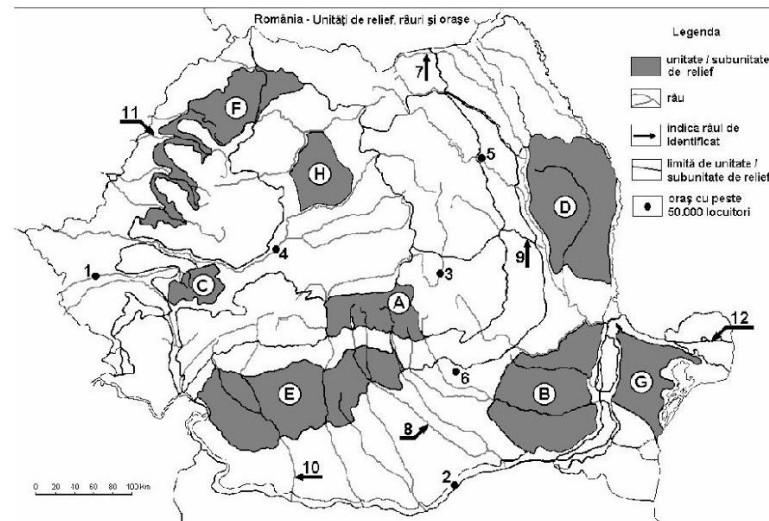 România - Unităţi de relief, râuri şi oraşe
Legenda
unitate / subunitate
de relief
râu
indica râul de
identificat
limită de unitate /
subunitate de relief
oraş cu peste
50.000 locuitori
7
F
11
5
H
D
4
1
3
9
C
A
12
6
E
B
G
8
10
2
0 20 40 60 80 100 Km